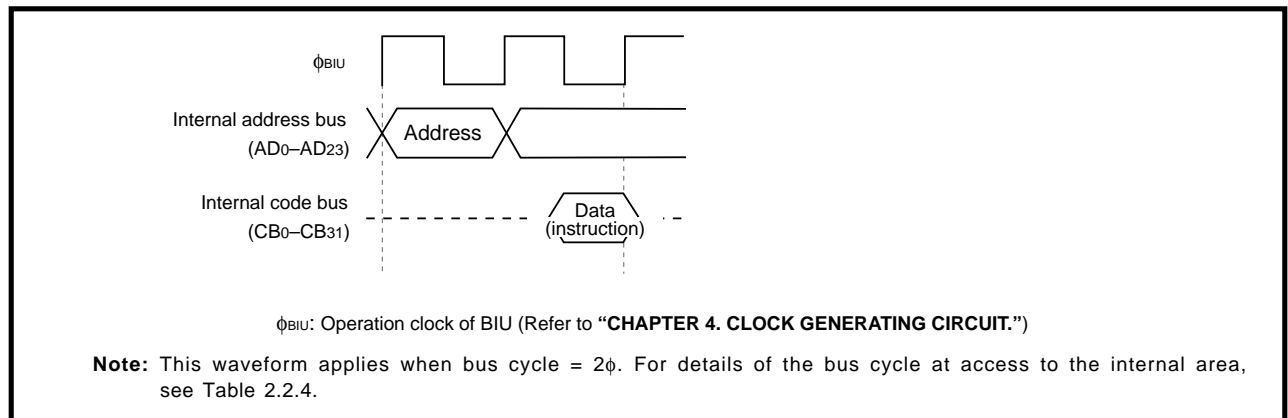 φBIU
Internal address bus
(AD0–AD23)
Address
Internal code bus
(CB0–CB31)
Data
(instruction)
φBIU: Operation clock of BIU (Refer to “CHAPTER 4. CLOCK GENERATING CIRCUIT.”)
Note: This waveform applies when bus cycle = 2φ. For details of the bus cycle at access to the internal area,
see Table 2.2.4.